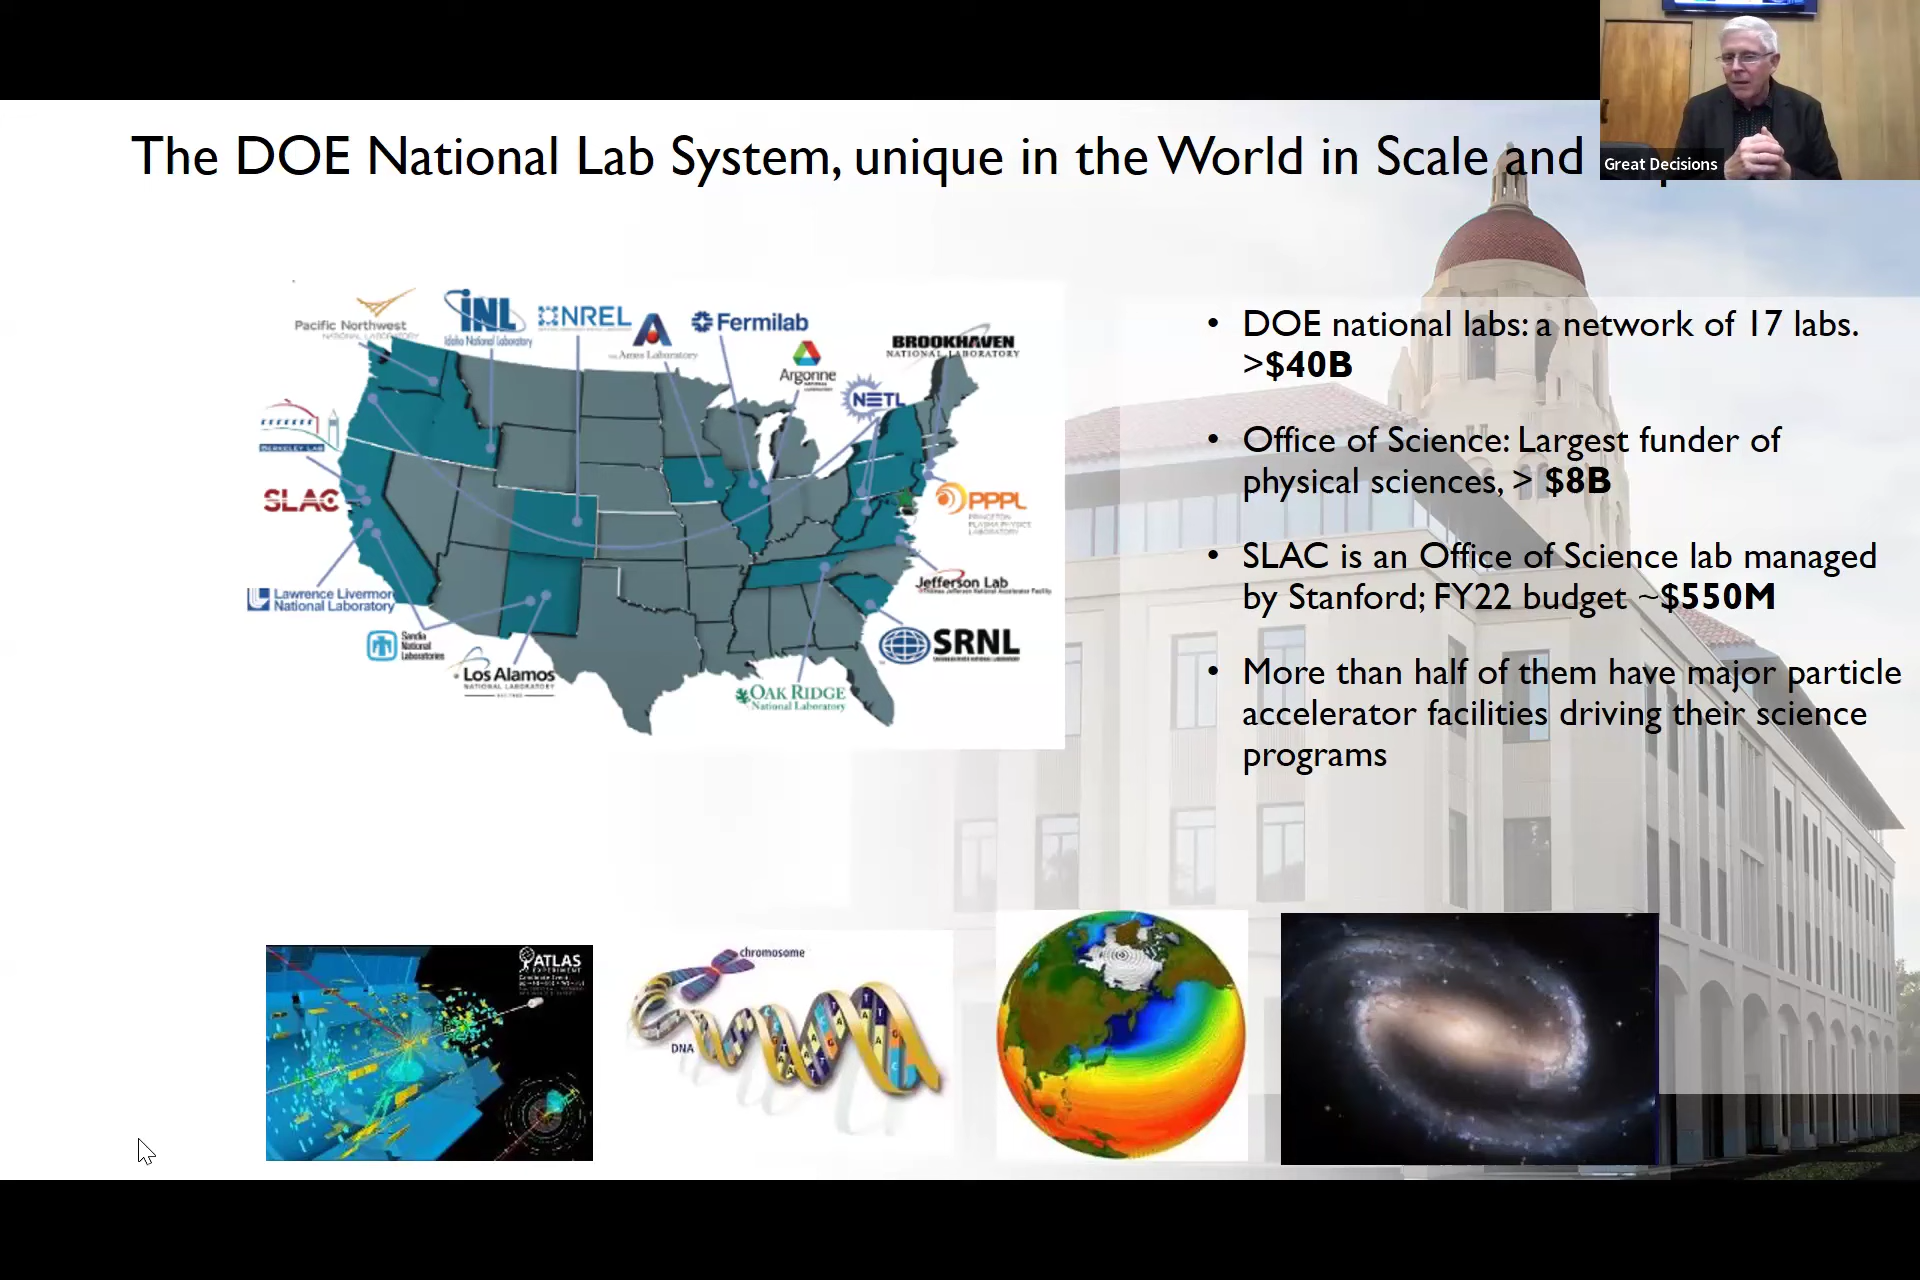 The DOE National Lab System, unique in the World in Scale and
Great Decisions
Pacific Northwest
NATIONAL LABORATORY
INL
Idaho National Laboratory
NREL
Ames Laboratory
Fermilab
Argonne
NATIONAL
LABORATORY
BROOKHAVEN
NATIONAL LABORATORY
NETL
BERKELEY LAB
SLAC
PPPL
PRINCETON
PLASMA PHYSICS
LABORATORY
Lawrence Livermor
National Laboratory
Jefferson Lab
Thomas Jefferson National Accelerator Facility
Sandia
National
Laboratories
Los Alamos
NATIONAL LABORATORY
SRNL
OAK RIDGE
National Laboratory
• DOE national labs: a network of 17 labs.
>$40B
• Office of Science: Largest funder of
physical sciences, > $8B
• SLAC is an Office of Science lab managed
by Stanford; FY22 budget ~$550M
• More than half of them have major particle
accelerator facilities driving their science
programs
ATLAS
EXPERIMENT
chromosome
DNA